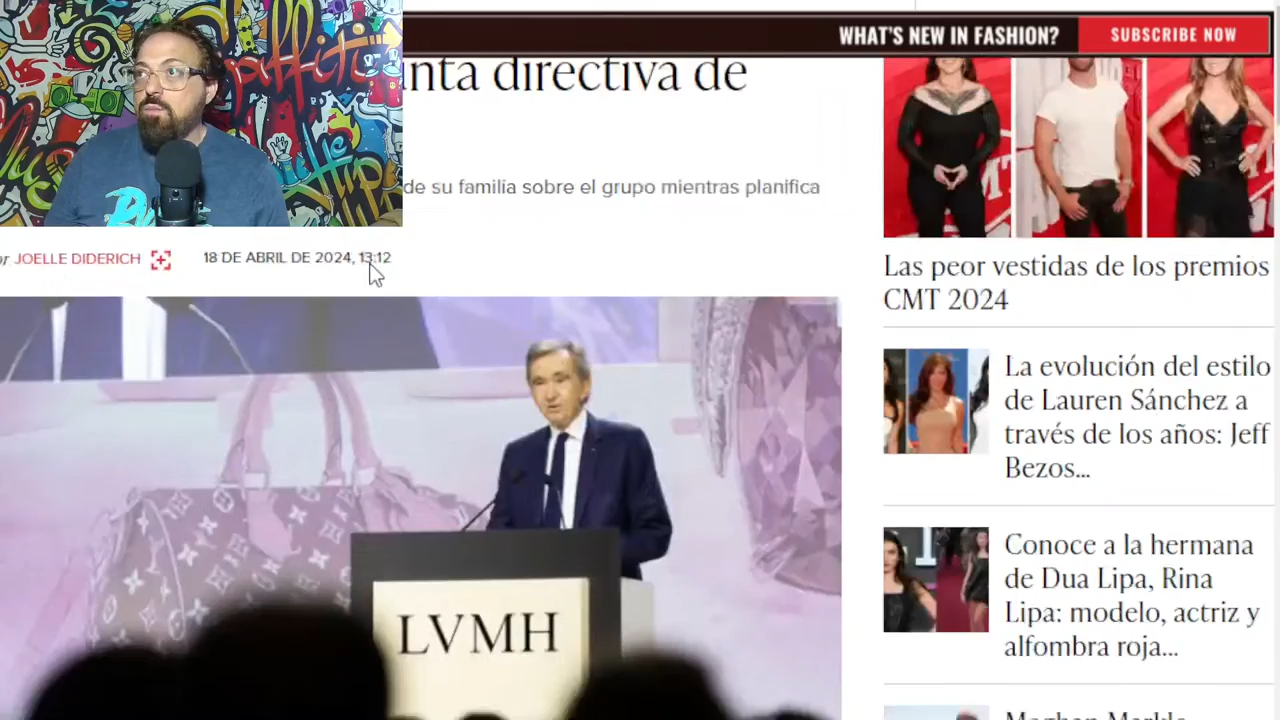 WHAT'S NEW IN FASHION?
SUBSCRIBE NOW
directiva de
de su familia sobre el grupo mientras planifica
JOELLE DIDERICH
18 DE ABRIL DE 2024, 13:12
LVMH
Las peor vestidas de los premios
CMT 2024
La evolución del estilo
de Lauren Sánchez a
través de los años: Jeff
Bezos...
Conoce a la hermana
de Dua Lipa, Rina
Lipa: modelo, actriz y
alfombra roja...